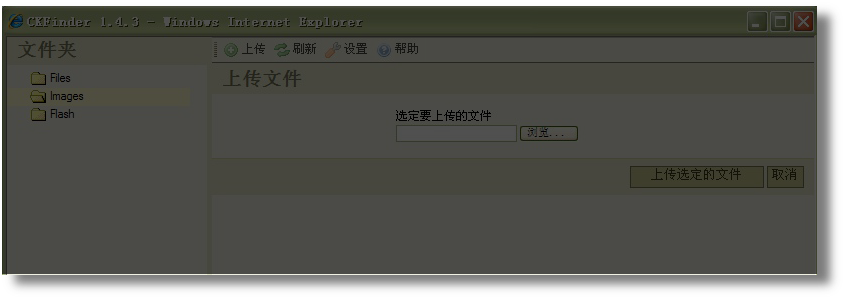 CKFinder 1.4.3 - Windows Internet Explorer
文件夹
上传 刷新 设置 帮助
Files
Images
Flash
上传文件
选定要上传的文件
浏览...
上传选定的文件 取消